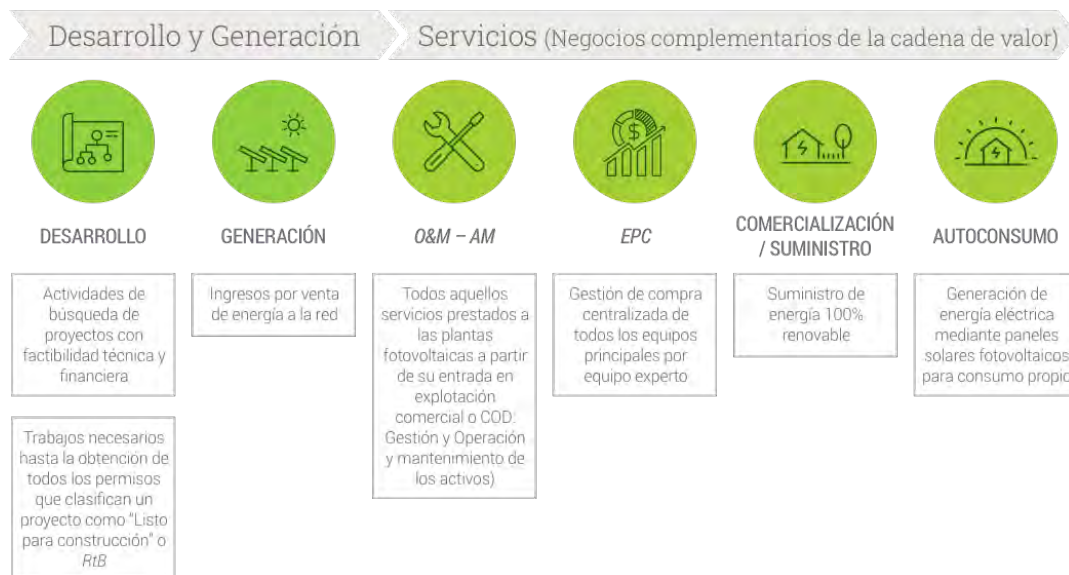 Desarrollo y Generación
Servicios (Negocios complementarios de la cadena de valor)
$
DESARROLLO
Actividades de
búsqueda de
proyectos con
factibilidad técnica y
financiera
Trabajos necesarios
hasta la obtención de
todos los permisos
que clasifican un
proyecto como "Listo
para construcción" o
RtB
GENERACIÓN
Ingresos por venta
de energía a la red
O&M – AM
Todos aquellos
servicios prestados a
las plantas
fotovoltaicas a partir
de su entrada en
explotación
comercial o COD:
Gestión y Operación
y mantenimiento de
los activos)
EPC
Gestión de compra
centralizada de
todos los equipos
principales por
equipo experto
COMERCIALIZACIÓN
/ SUMINISTRO
Suministro de
energía 100%
renovable
AUTOCONSUMO
Generación de
energía eléctrica
mediante paneles
solares fotovoltaicos
para consumo propio